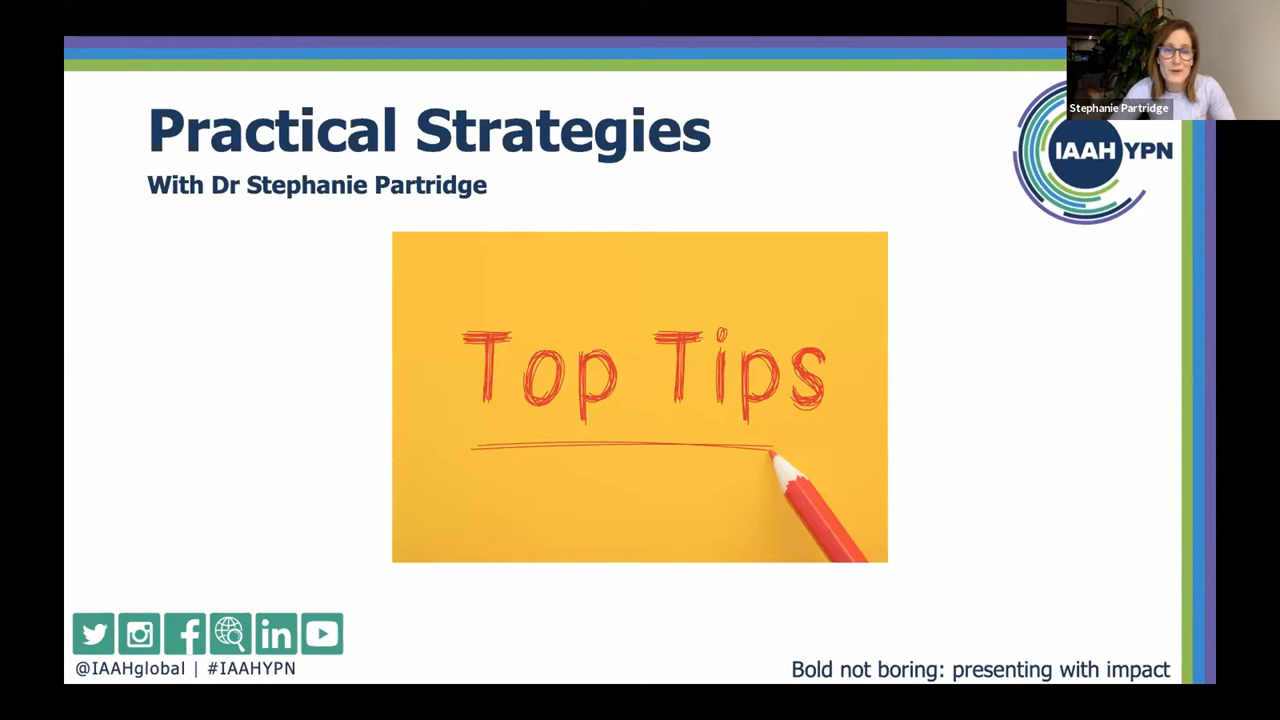 Practical Strategies
With Dr Stephanie Partridge
Stephanie Partridge
IAAH YPN
Top Tips
@IAAHglobal | #IAAHYPN
Bold not boring: presenting with impact